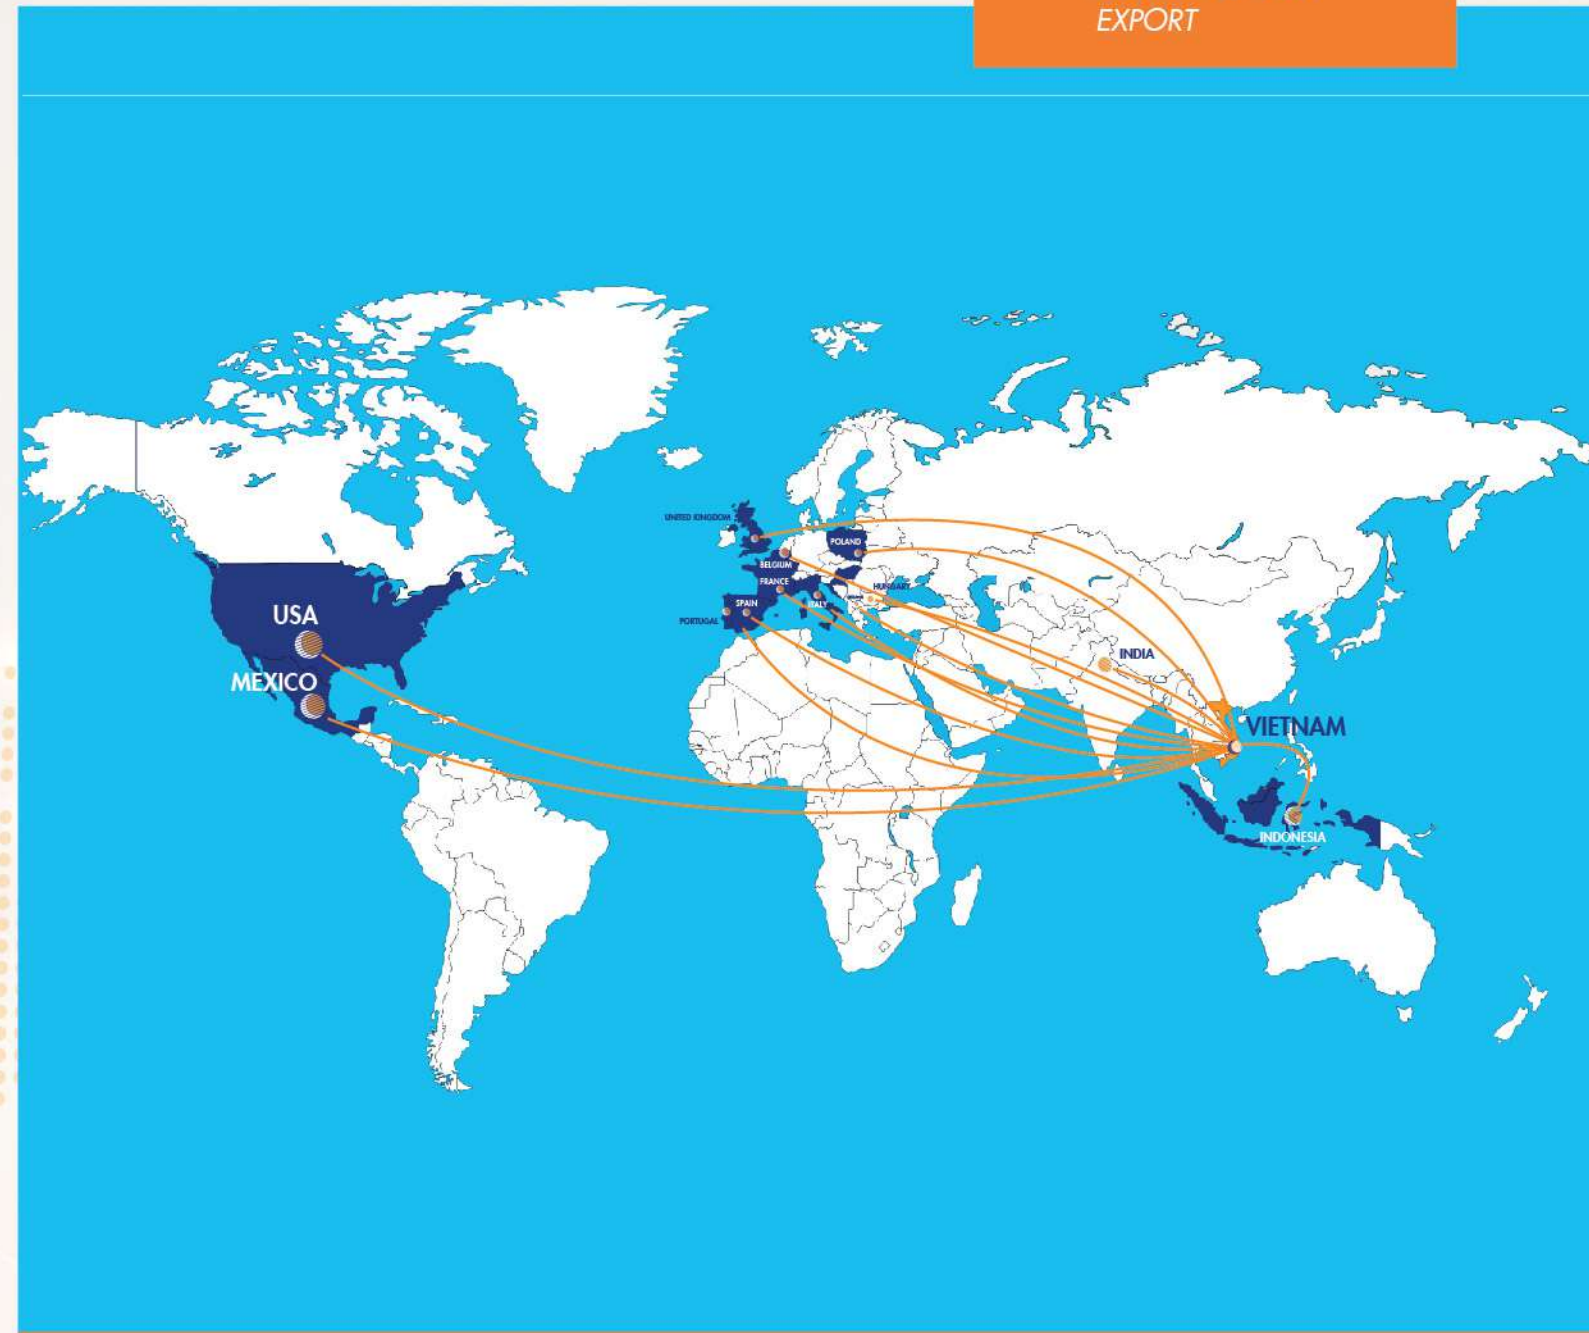 EXPORT
UNITED KINGDOM
POLAND
BELGIUM
FRANCE
HUNGARY
SPAIN
ITALY
PORTUGAL
USA
INDIA
MEXICO
VIETNAM
INDONESIA